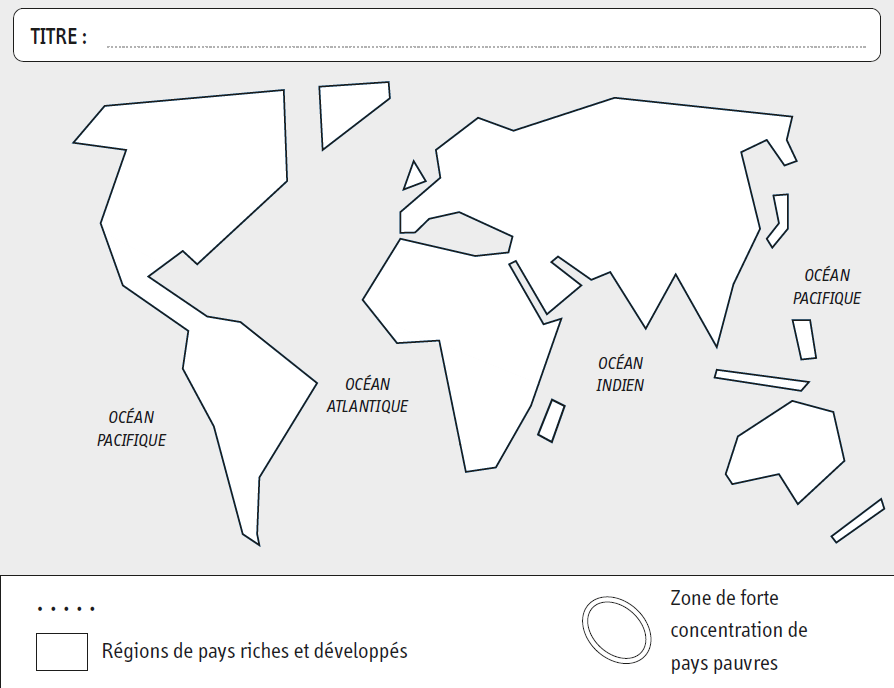 TITRE :
OCÉAN
PACIFIQUE
OCÉAN
INDIEN
OCÉAN
ATLANTIQUE
OCÉAN
PACIFIQUE
Régions de pays riches et développés
Zone de forte
concentration de
pays pauvres